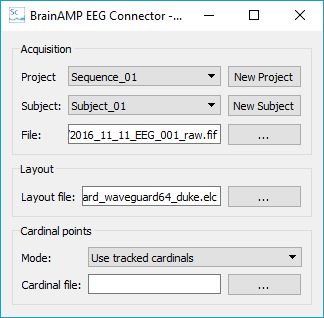 Sc
BrainAMP EEG Connector -...
Acquisition
Project Sequence_01 New Project
Subject: Subject_01 New Subject
File: 2016_11_11_EEG_001_raw.fif ...
Layout
Layout file: ard_waveguard64_duke.elc ...
Cardinal points
Mode: Use tracked cardinals
Cardinal file: ...